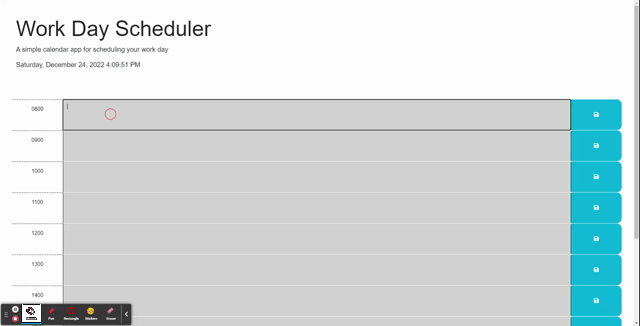 Work Day Scheduler
A simple calendar app for scheduling your work day
Saturday, December 24, 2022 4:09:51 PM
0800
0900
1000
1100
1200
1300
1400
Pen
Rectangle
Stickers
Eraser